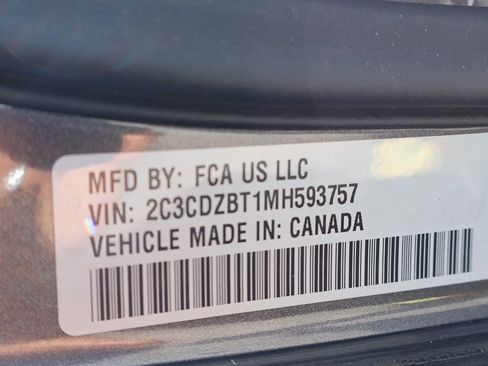 MFD BY: FCA US LLC
VIN: 2C3CDZBT1MH593757
VEHICLE MADE IN: CANADA